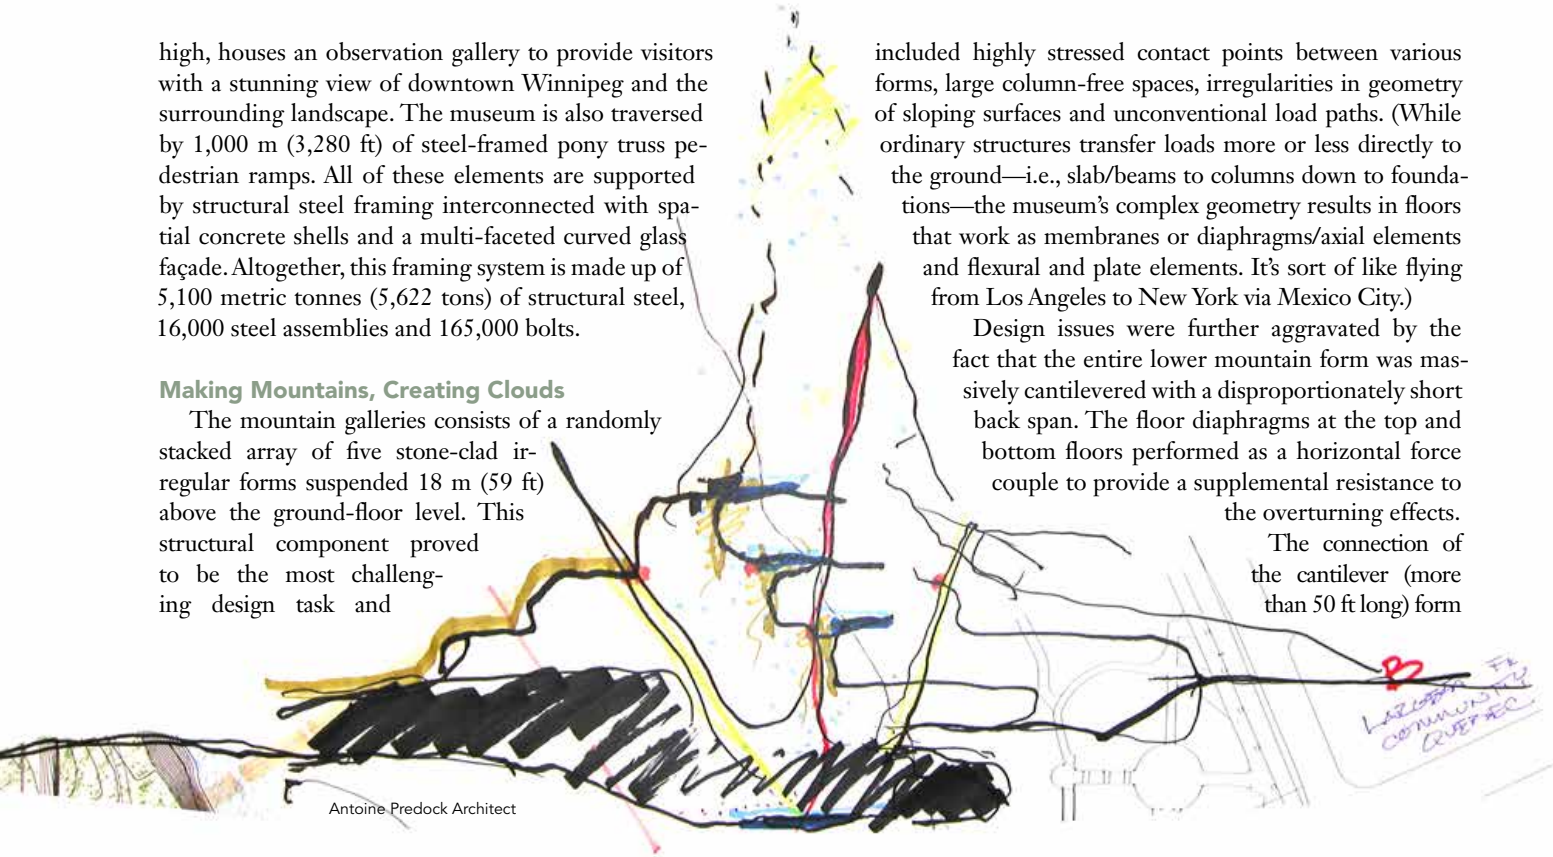 high, houses an observation gallery to provide visitors
with a stunning view of downtown Winnipeg and the
surrounding landscape. The museum is also traversed
by 1,000 m (3,280 ft) of steel-framed pony truss pe-
destrian ramps. All of these elements are supported
by structural steel framing interconnected with spa-
tial concrete shells and a multi-faceted curved glass
façade. Altogether, this framing system is made up of
5,100 metric tonnes (5,622 tons) of structural steel,
16,000 steel assemblies and 165,000 bolts.
Making Mountains, Creating Clouds
The mountain galleries consists of a randomly
stacked array of five stone-clad ir-
regular forms suspended 18 m (59 ft)
above the ground-floor level. This
structural component proved
to be the most challeng-
ing design task and
included highly stressed contact points between various
forms, large column-free spaces, irregularities in geometry
of sloping surfaces and unconventional load paths. (While
ordinary structures transfer loads more or less directly to
the ground—i.e., slab/beams to columns down to founda-
tions—the museum's complex geometry results in floors
that work as membranes or diaphragms/axial elements
and flexural and plate elements. It's sort of like flying
from Los Angeles to New York via Mexico City.)
Design issues were further aggravated by the
fact that the entire lower mountain form was mas-
sively cantilevered with a disproportionately short
back span. The floor diaphragms at the top and
bottom floors performed as a horizontal force
couple to provide a supplemental resistance to
the overturning effects.
The connection of
the cantilever (more
than 50 ft long) form
B
COMMUNITY
Antoine Predock Architect